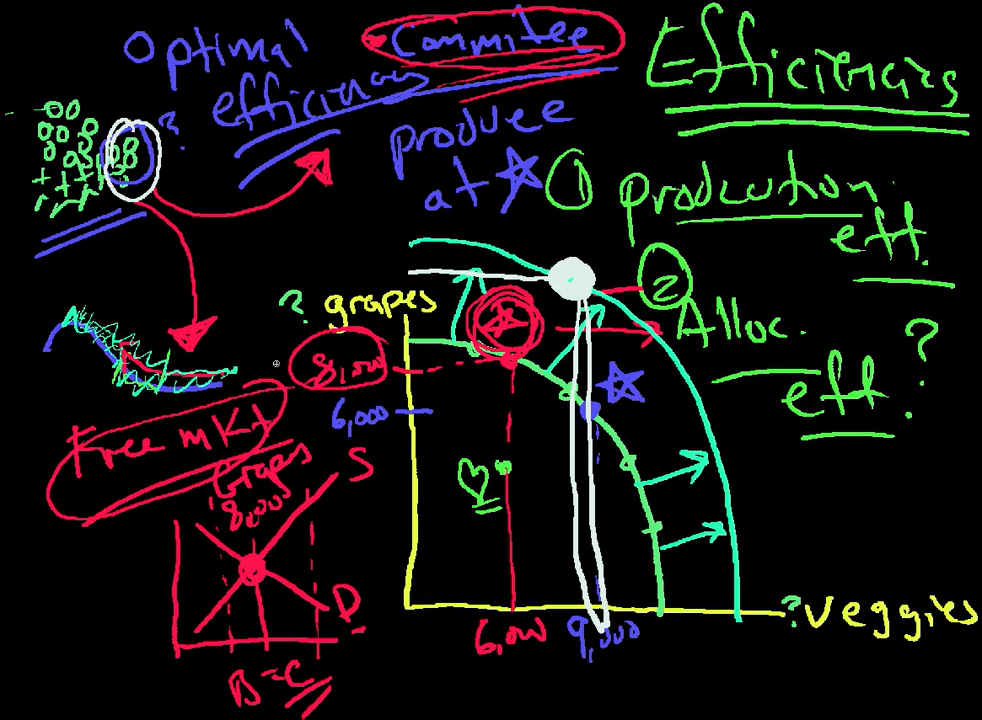 Optimal
efficiency
?
Commitee
produce
at
Efficiencies
1 production
eff.
2
Alloc.
eff ?
? grapes
8,000
6,000
Free mkt
Grapes
8,000
S
D
B=C
6,000
9,000
? veggies